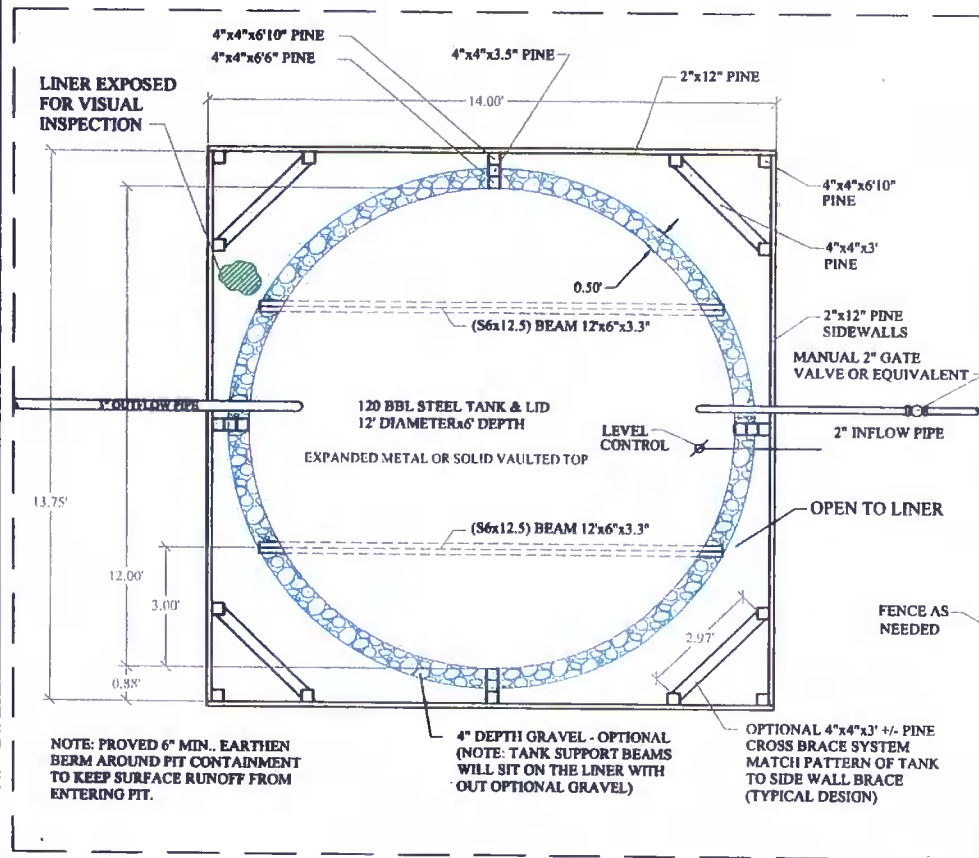 4"x4"x6'10" PINE
4"x4"x6'6" PINE
4"x4"x3.5" PINE
2"x12" PINE
LINER EXPOSED
FOR VISUAL
INSPECTION
14.00'
4"x4"x6'10"
PINE
4"x4"x3'
PINE
0.50'
(S6x12.5) BEAM 12'x6"x3.3"
2"x12" PINE
SIDEWALLS
MANUAL 2" GATE
VALVE OR EQUIVALENT
OUTFLOW PIPE
120 BBL STEEL TANK & LID
12' DIAMETERx6' DEPTH
LEVEL
CONTROL
2" INFLOW PIPE
EXPANDED METAL OR SOLID VAULTED TOP
13.75'
OPEN TO LINER
(S6x12.5) BEAM 12'x6"x3.3"
12.00'
3.00'
FENCE AS
NEEDED
2.97'
0.88'
NOTE: PROVED 6" MIN.. EARTHEN
BERM AROUND PIT CONTAINMENT
TO KEEP SURFACE RUNOFF FROM
ENTERING PIT.
4" DEPTH GRAVEL - OPTIONAL
(NOTE: TANK SUPPORT BEAMS
WILL SIT ON THE LINER WITH
OUT OPTIONAL GRAVEL)
OPTIONAL 4"x4"x3' +/- PINE
CROSS BRACE SYSTEM
MATCH PATTERN OF TANK
TO SIDE WALL BRACE
(TYPICAL DESIGN)